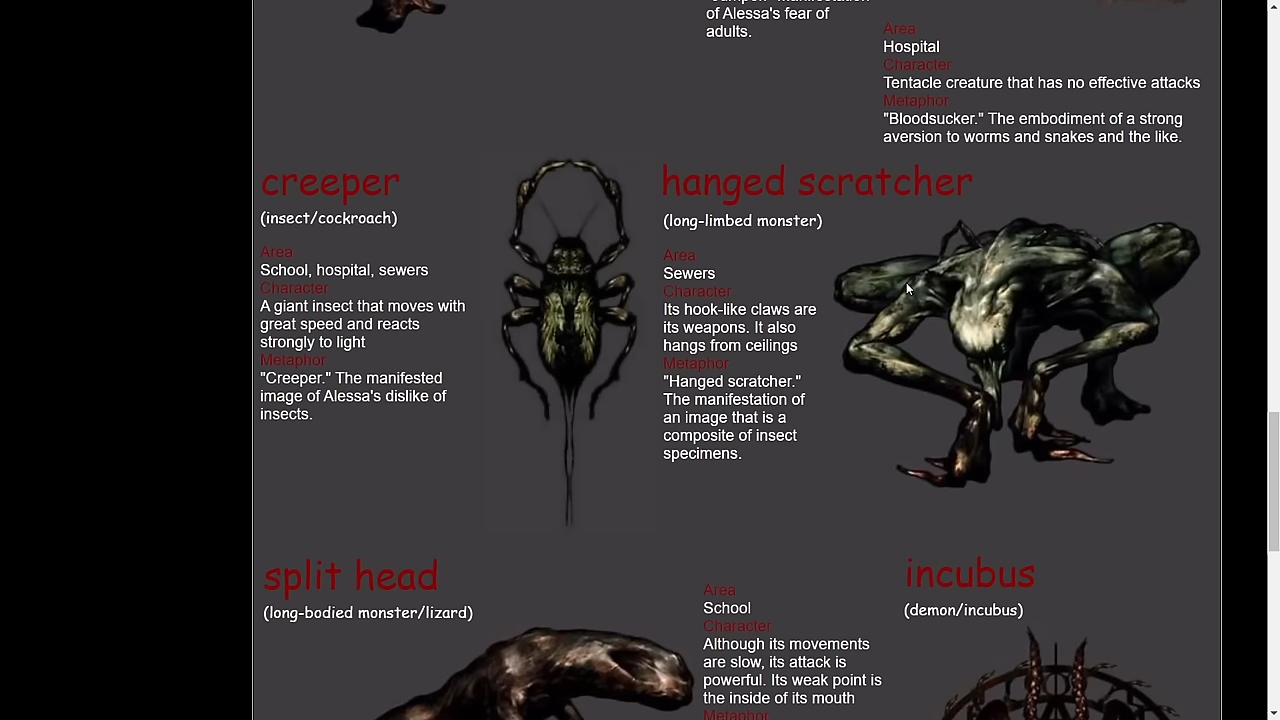 of Alessa's fear of
adults.
Area
Hospital
Character
Tentacle creature that has no effective attacks
Metaphor
"Bloodsucker." The embodiment of a strong
aversion to worms and snakes and the like.
creeper
(insect/cockroach)
Area
School, hospital, sewers
Character
A giant insect that moves with
great speed and reacts
strongly to light
Metaphor
"Creeper." The manifested
image of Alessa's dislike of
insects.
hanged scratcher
(long-limbed monster)
Area
Sewers
Character
Its hook-like claws are
its weapons. It also
hangs from ceilings
Metaphor
"Hanged scratcher."
The manifestation of
an image that is a
composite of insect
specimens.
split head
(long-bodied monster/lizard)
Area
School
Character
Although its movements
are slow, its attack is
powerful. Its weak point is
the inside of its mouth
Metaphor
incubus
(demon/incubus)